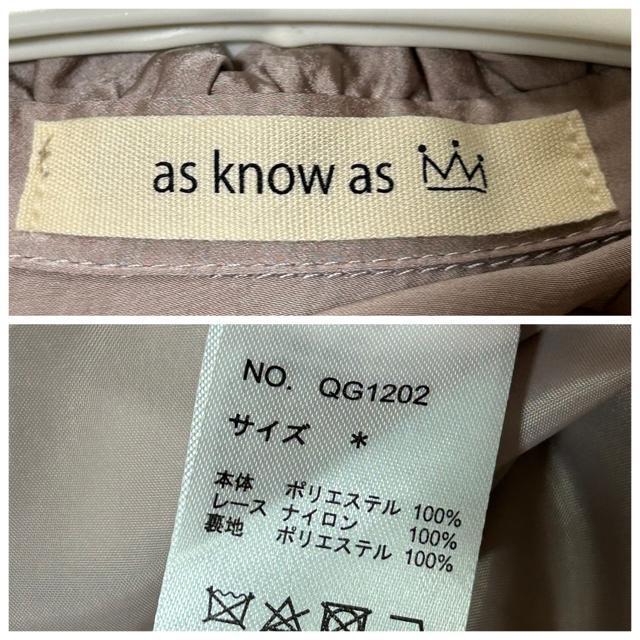 as know as
NO. QG1202
サイズ *
本体 ポリエステル 100%
レース ナイロン 100%
裏地 ポリエステル 100%